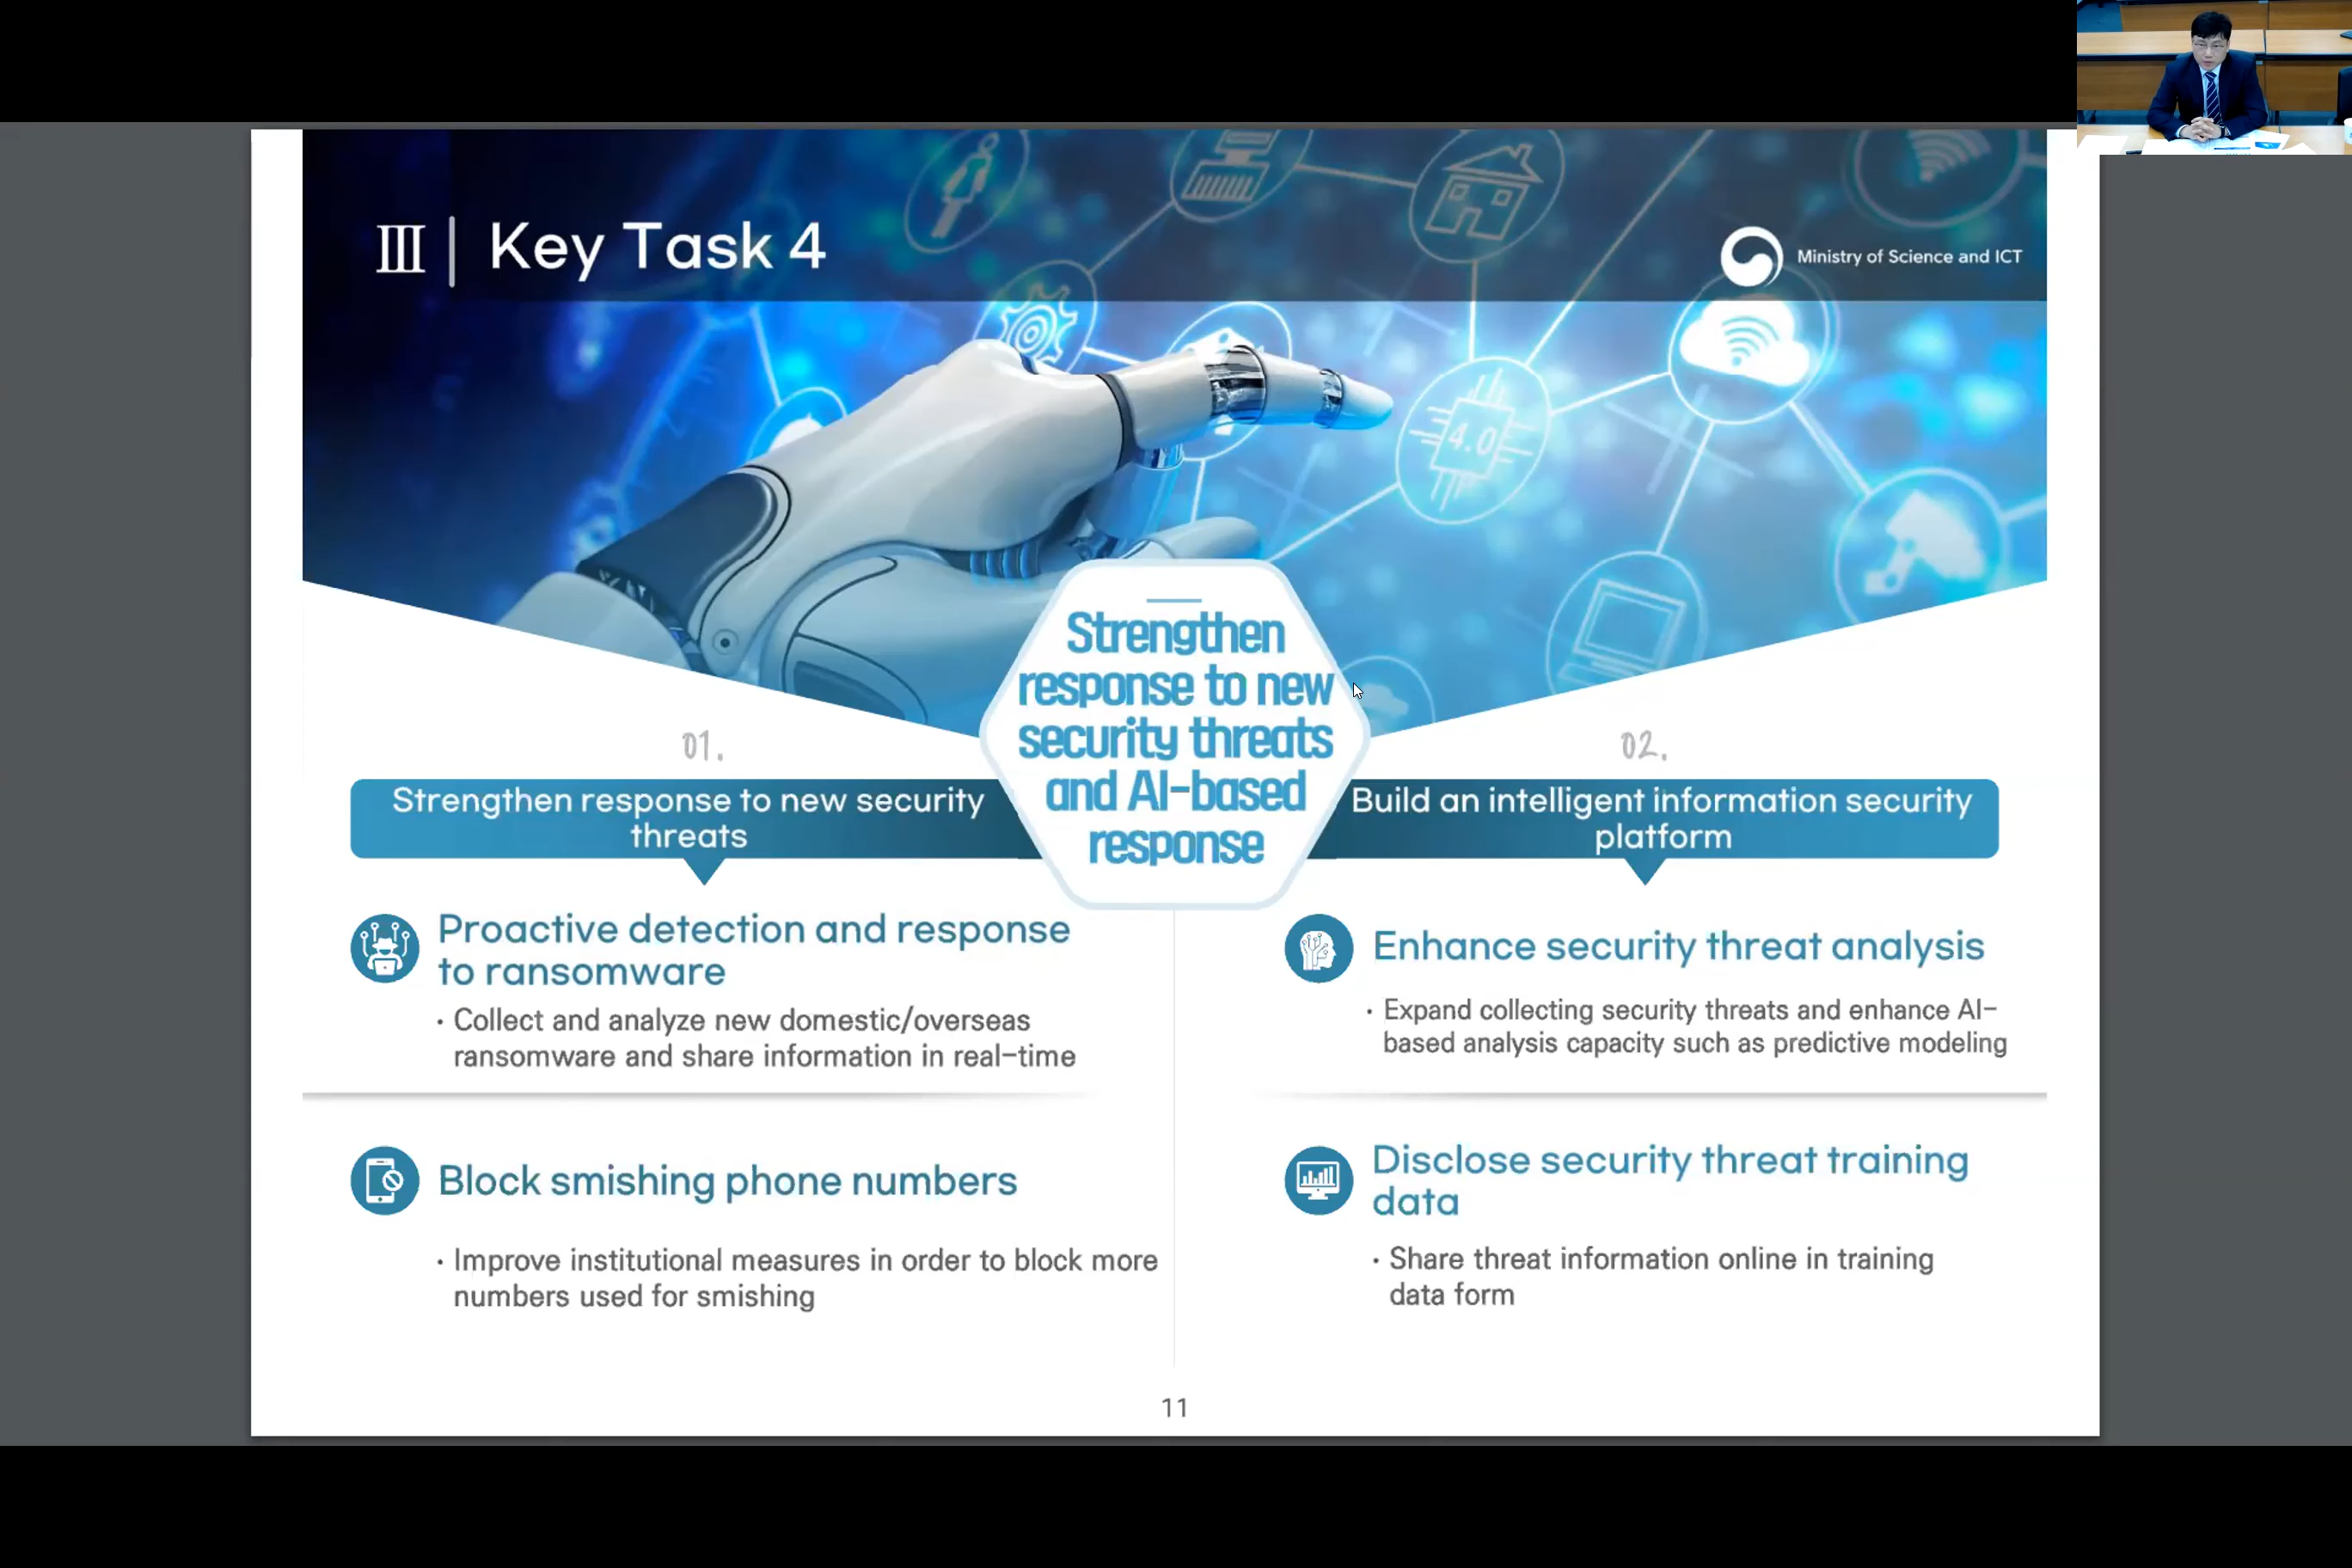 III
Key Task 4
Ministry of Science and ICT
4.0
Strengthen
response to new
security threats
and AI-based
response
01.
Strengthen response to new security
threats
Proactive detection and response
to ransomware
· Collect and analyze new domestic/overseas
ransomware and share information in real-time
Block smishing phone numbers
· Improve institutional measures in order to block more
numbers used for smishing
02.
Build an intelligent information security
platform
Enhance security threat analysis
· Expand collecting security threats and enhance AI-
based analysis capacity such as predictive modeling
Disclose security threat training
data
· Share threat information online in training
data form
11